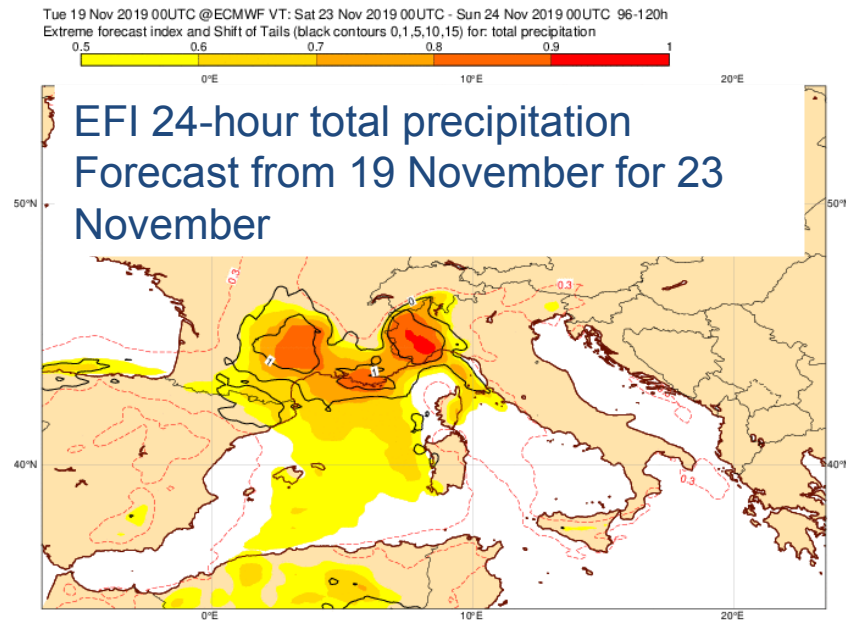 Tue 19 Nov 2019 00UTC @ECMWF VT: Sat 23 Nov 2019 00UTC - Sun 24 Nov 2019 00UTC 96-120h
Extreme forecast index and Shift of Tails (black contours 0,1,5,10,15) for: total precipitation
0.5 0.6 0.7 0.8 0.9 1
0°E 10°E 20°E
EFI 24-hour total precipitation
Forecast from 19 November for 23
November
50°N 50°N
0.3 0.3
0
1 1
40°N 40°N
0.3
0°E 10°E 20°E